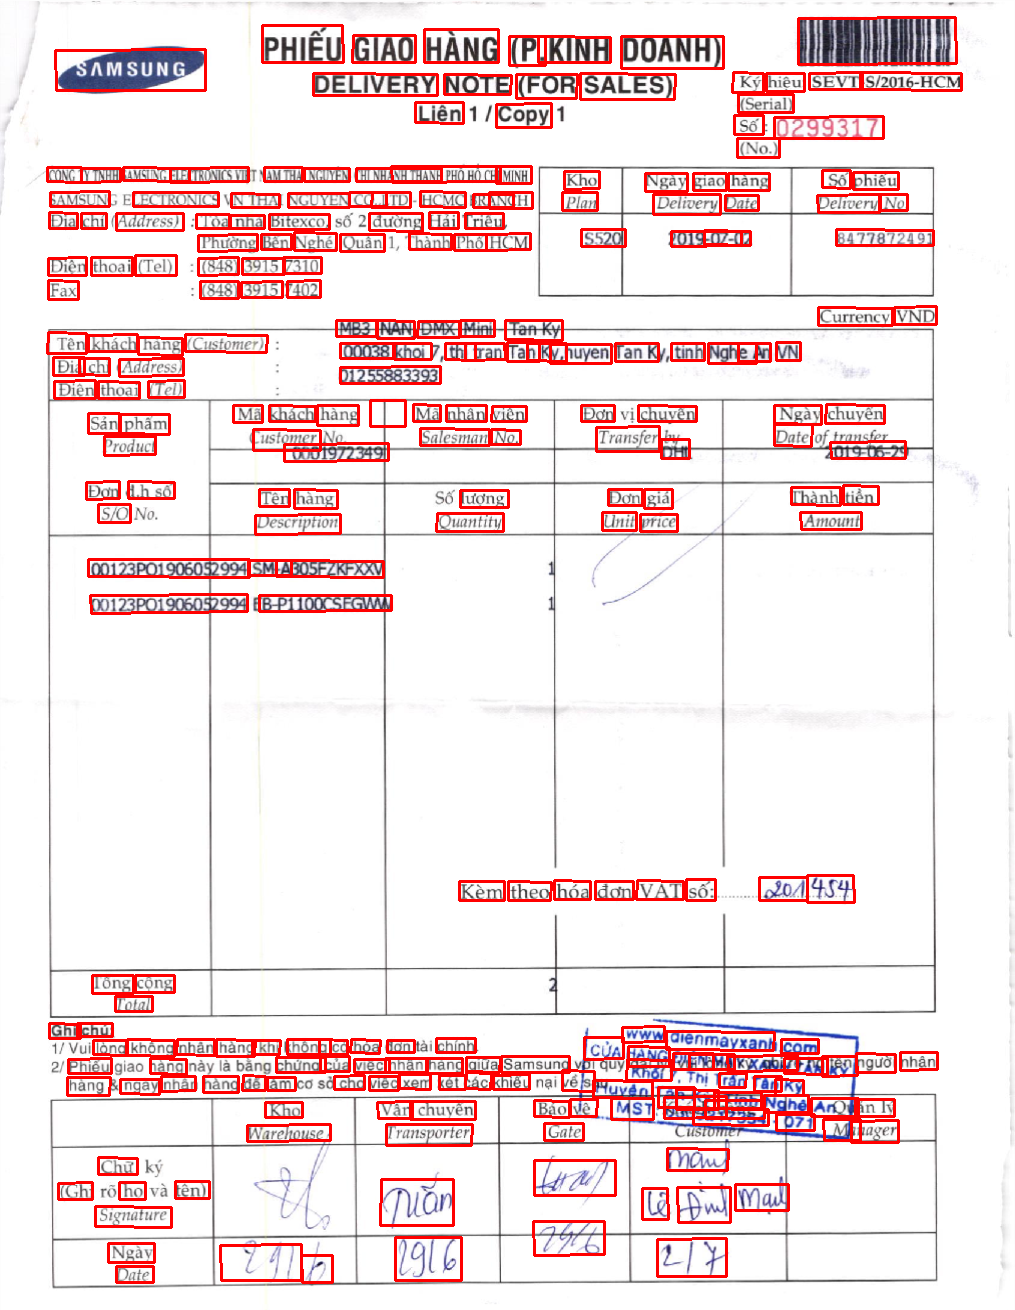 SAMSUNG
PHIẾU GIAO HÀNG (P.KINH DOANH)
DELIVERY NOTE (FOR SALES)
Liên 1 / Copy 1
Ký hiệu SEVT S/2016-HCM
(Serial)
Số : 0299317
(No.)
CÔNG TY TNHH SAMSUNG ELECTRONICS VIỆT NAM THÁI NGUYÊN CHI NHÁNH THÀNH PHỐ HỒ CHÍ MINH
SAMSUNG ELECTRONICS VN THAI NGUYEN CO.,LTD - HCMC BRANCH
Địa chỉ (Address) : Tòa nhà Bitexco, số 2 đường Hải Triều,
Phường Bến Nghé, Quận 1, Thành Phố HCM
Điện thoại (Tel) : (848) 3915 7310
Fax : (848) 3915 7402
Kho Ngày giao hàng Số phiếu
Plan Delivery Date Delivery No
S520 2019-07-02 8477872491
Currency VND
Tên khách hàng (Customer) : MB3 NAN DMX Mini - Tan Ky
Địa chỉ (Address) : 00038 khoi 7, thi tran Tan Ky,huyen Tan Ky, tinh Nghe An VN
Điện thoại (Tel) : 01255883393
Sản phẩm Mã khách hàng Mã nhân viên Đơn vị chuyển Ngày chuyển
Product Customer No. Salesman No. Transfer by Date of transfer
0001972349 DHL 2019-06-29
Đơn đ.h số Tên hàng Số lượng Đơn giá Thành tiền
S/O No. Description Quantity Unit price Amount
00123PO1906052994 SM-A305FZKFXXV 1
00123PO1906052994 EB-P1100CSEGWW 1
Kèm theo hóa đơn VAT số: 201454
Tổng cộng 2
Total
Ghi chú
1/ Vui lòng không nhận hàng khi không có hóa đơn tài chính
2/ Phiếu giao hàng này là bằng chứng của việc nhận hàng giữa Samsung với quý đại lý tên người nhận
hàng & ngày nhận hàng để làm cơ sở cho việc xem xét các khiếu nại về sau
www.dienmayxanh.com
CỬA HÀNG
Khối , Thị Trấn Tân Ky
Huyện Tân Tỉnh Nghệ An
MST 071
Kho Vận chuyển Bảo vệ Quản lý
Warehouse Transporter Gate Customer Manager
Chữ ký
(Ghi rõ họ và tên)
Signature
Tuấn
Lê Đình Mạnh
Ngày 29/6 29/6 29/6 2/7
Date